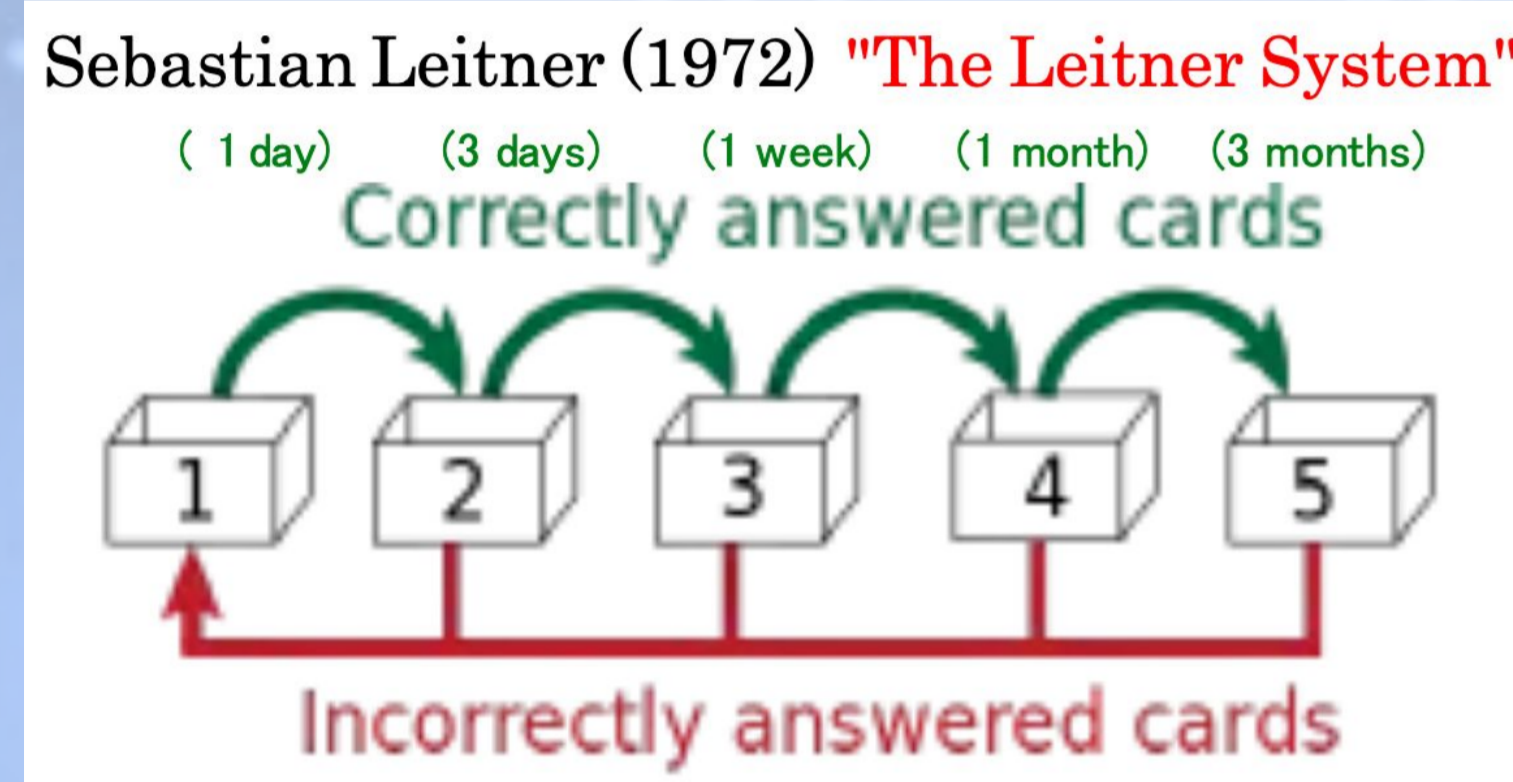 Sebastian Leitner (1972) "The Leitner System"
( 1 day) (3 days) (1 week) (1 month) (3 months)
Correctly answered cards
1 2 3 4 5
Incorrectly answered cards